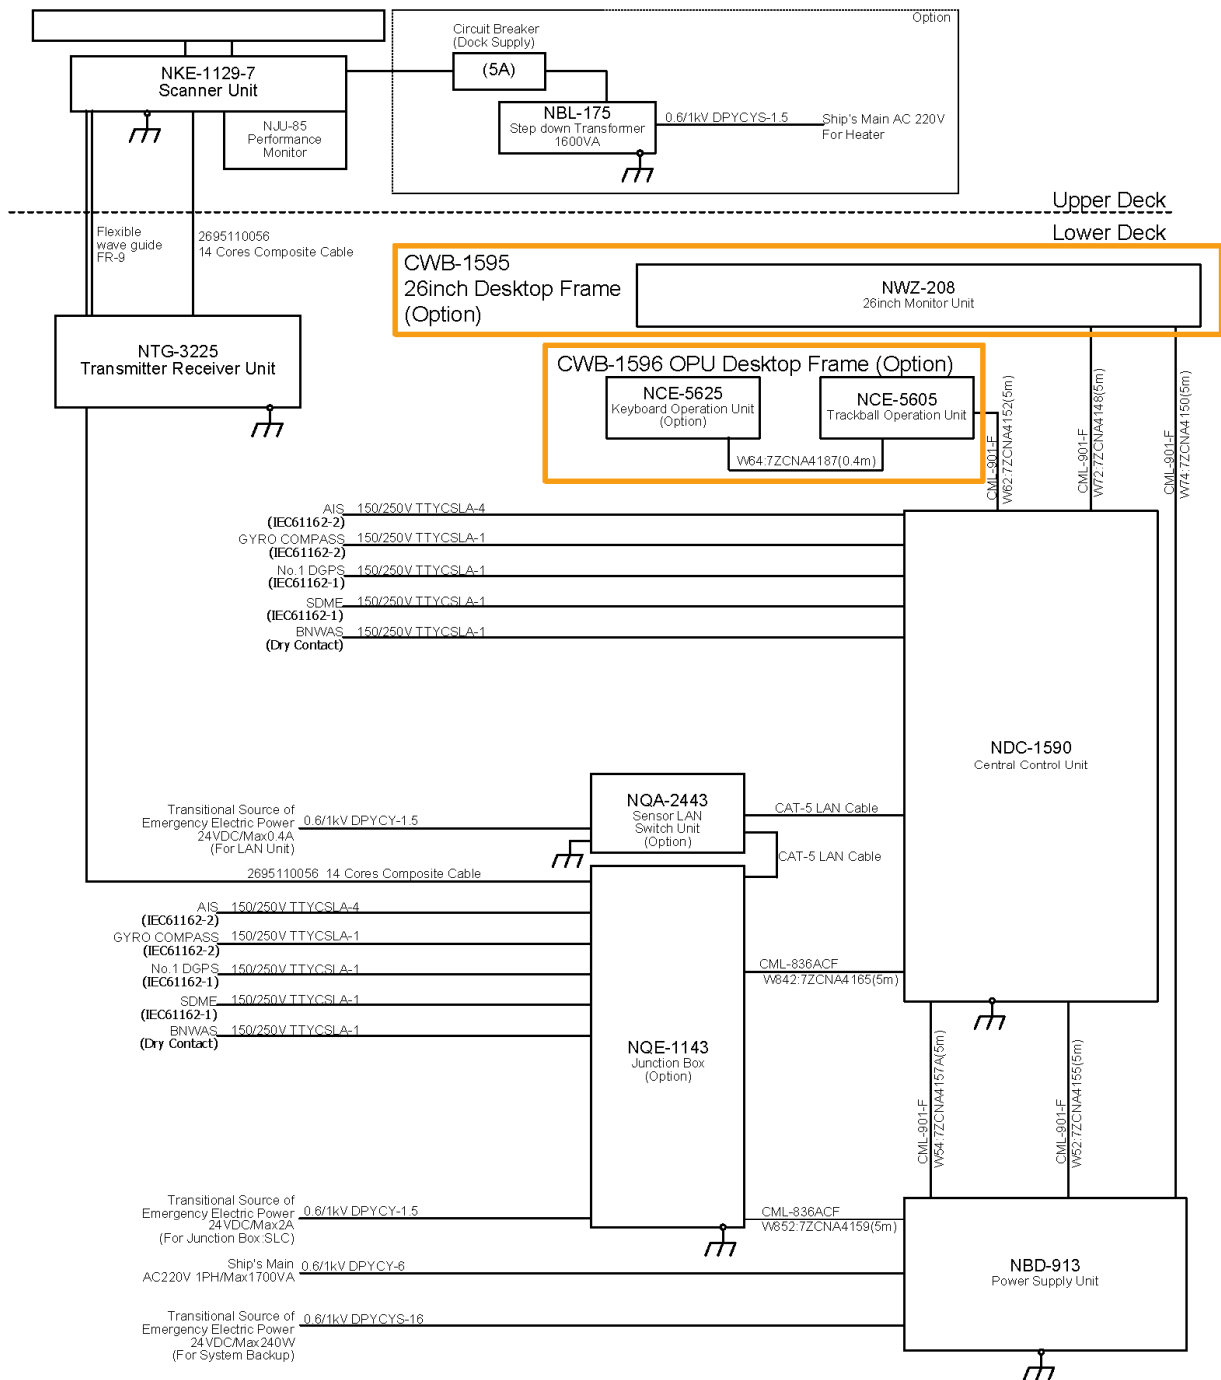 Option
Circuit Breaker
(Dock Supply)
(5A)
NKE-1129-7
Scanner Unit
NJU-85
Performance
Monitor
NBL-175
Step down Transformer
1600VA
0.6/1kV DPYCYS-1.5
Ship's Main AC 220V
For Heater
Upper Deck
Lower Deck
Flexible
wave guide
FR-9
2695110056
14 Cores Composite Cable
CWB-1595
26inch Desktop Frame
(Option)
NWZ-208
26inch Monitor Unit
NTG-3225
Transmitter Receiver Unit
CWB-1596 OPU Desktop Frame (Option)
NCE-5625
Keyboard Operation Unit
(Option)
NCE-5605
Trackball Operation Unit
W64:7ZCNA4187(0.4m)
CML-901-F
W62:7ZCNA4152(5m)
CML-901-F
W72:7ZCNA4148(5m)
CML-901-F
W74:7ZCNA4150(5m)
AIS 150/250V TTYCSLA-4
(IEC61162-2)
GYRO COMPASS 150/250V TTYCSLA-1
(IEC61162-2)
No.1 DGPS 150/250V TTYCSLA-1
(IEC61162-1)
SDME 150/250V TTYCSLA-1
(IEC61162-1)
BNWAS 150/250V TTYCSLA-1
(Dry Contact)
NDC-1590
Central Control Unit
NQA-2443
Sensor LAN
Switch Unit
(Option)
CAT-5 LAN Cable
CAT-5 LAN Cable
Transitional Source of
Emergency Electric Power 0.6/1kV DPYCY-1.5
24VDC/Max0.4A
(For LAN Unit)
2695110056 14 Cores Composite Cable
AIS 150/250V TTYCSLA-4
(IEC61162-2)
GYRO COMPASS 150/250V TTYCSLA-1
(IEC61162-2)
No.1 DGPS 150/250V TTYCSLA-1
(IEC61162-1)
SDME 150/250V TTYCSLA-1
(IEC61162-1)
BNWAS 150/250V TTYCSLA-1
(Dry Contact)
CML-836ACF
W842:7ZCNA4165(5m)
NQE-1143
Junction Box
(Option)
CML-901-F
W54:7ZCNA4157A(5m)
CML-901-F
W52:7ZCNA4155(5m)
Transitional Source of
Emergency Electric Power 0.6/1kV DPYCY-1.5
24VDC/Max2A
(For Junction Box:SLC)
CML-836ACF
W852:7ZCNA4159(5m)
Ship's Main 0.6/1kV DPYCY-6
AC220V 1PH/Max1700VA
NBD-913
Power Supply Unit
Transitional Source of 0.6/1kV DPYCYS-16
Emergency Electric Power
24VDC/Max240W
(For System Backup)